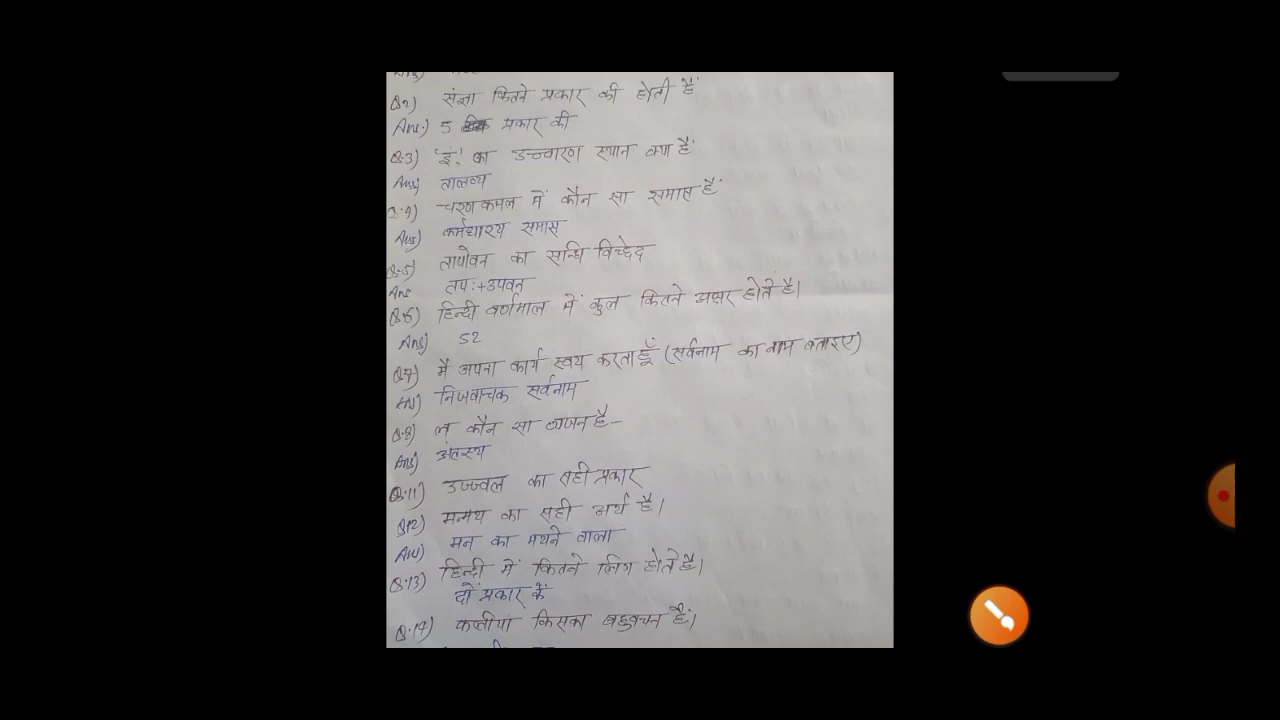 Q.2) संज्ञा कितने प्रकार की होती हैं
Ans.) 5 प्रकार की
Q.3) 'इ' का उच्चारण स्थान क्या हैं
Ans) तालव्य
Q.4) चरणकमल में कौन सा समास हैं
Ans) कर्मधारय समास
Q.5) तापोवन का सन्धि विच्छेद
Ans तपः+उपवन
Q.6) हिन्दी वर्णमाल में कुल कितने अक्षर होते है।
Ans) 52
Q.7) मैं अपना कार्य स्वय करता हूँ (सर्वनाम का नाम बताइए)
Ans) निजवाचक सर्वनाम
Q.8) ल कौन सा व्यजन है-
Ans) अंतस्थ
Q.11) उज्ज्वल का सही प्रकार
Q.12) मन्मथ का सही अर्थ है।
Ans) मन का मथने वाला
Q.13) हिन्दी में कितने लिंग होते है।
दो प्रकार के
Q.14) किसका बहुवचन हैं।